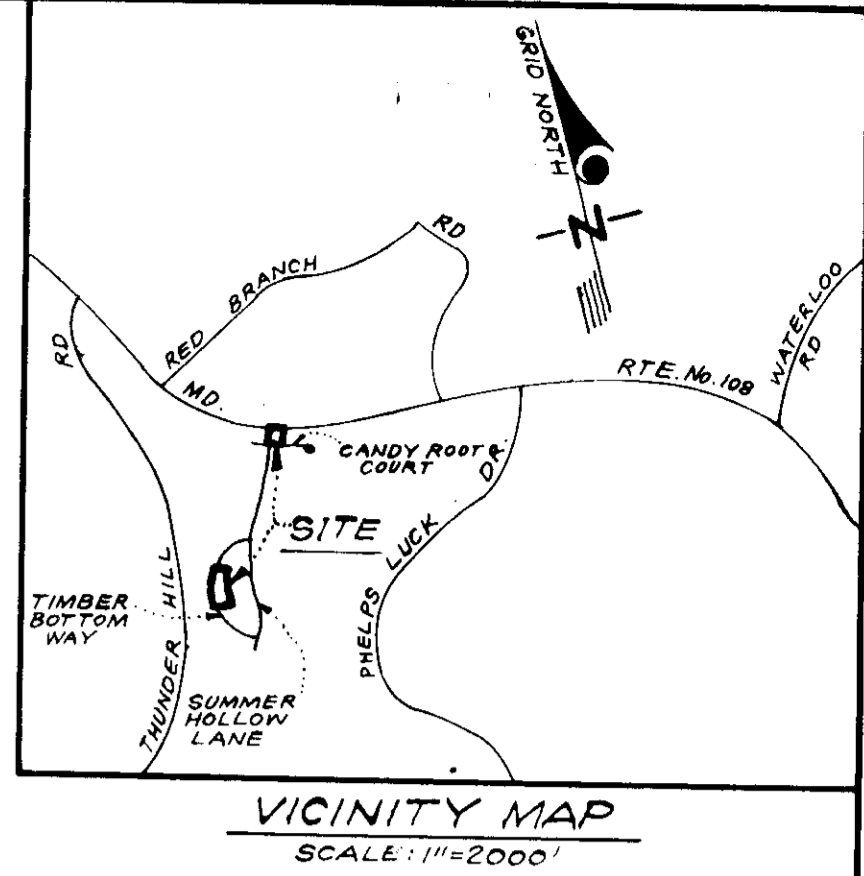 GRID NORTH
N
RED BRANCH RD
WATERLOO
RD
THUNDER HILL RD
MD. RTE. No. 108
CANDY ROOT
COURT
SITE
PHELPS LUCK DR.
TIMBER
BOTTOM
WAY
SUMMER
HOLLOW
LANE
VICINITY MAP
SCALE: 1"=2000'